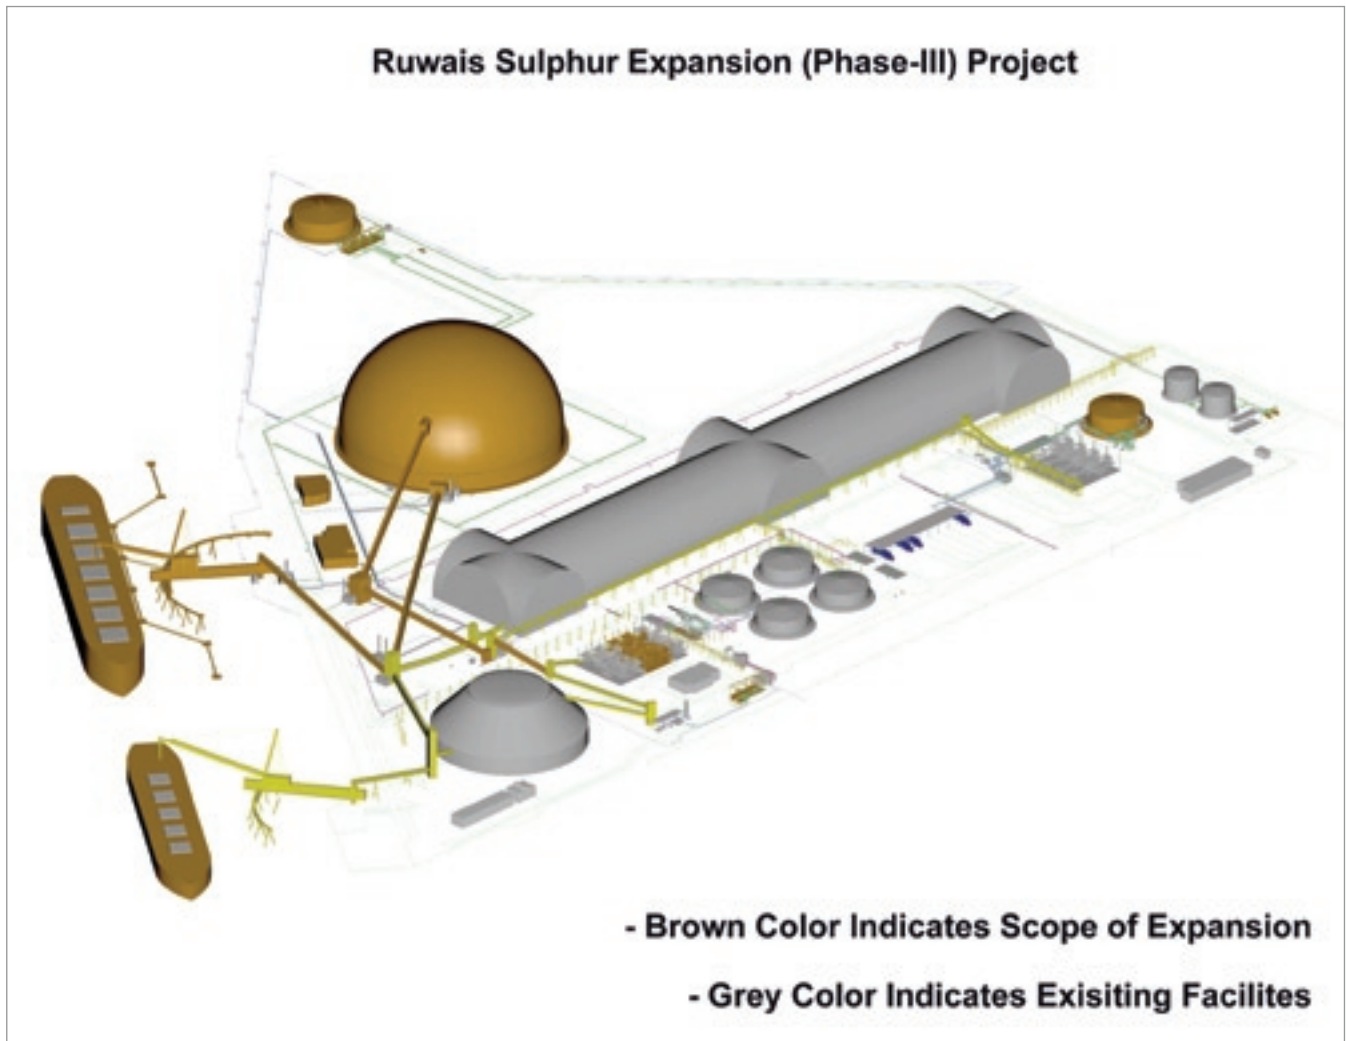 Ruwais Sulphur Expansion (Phase-III) Project
- Brown Color Indicates Scope of Expansion
- Grey Color Indicates Exisiting Facilites